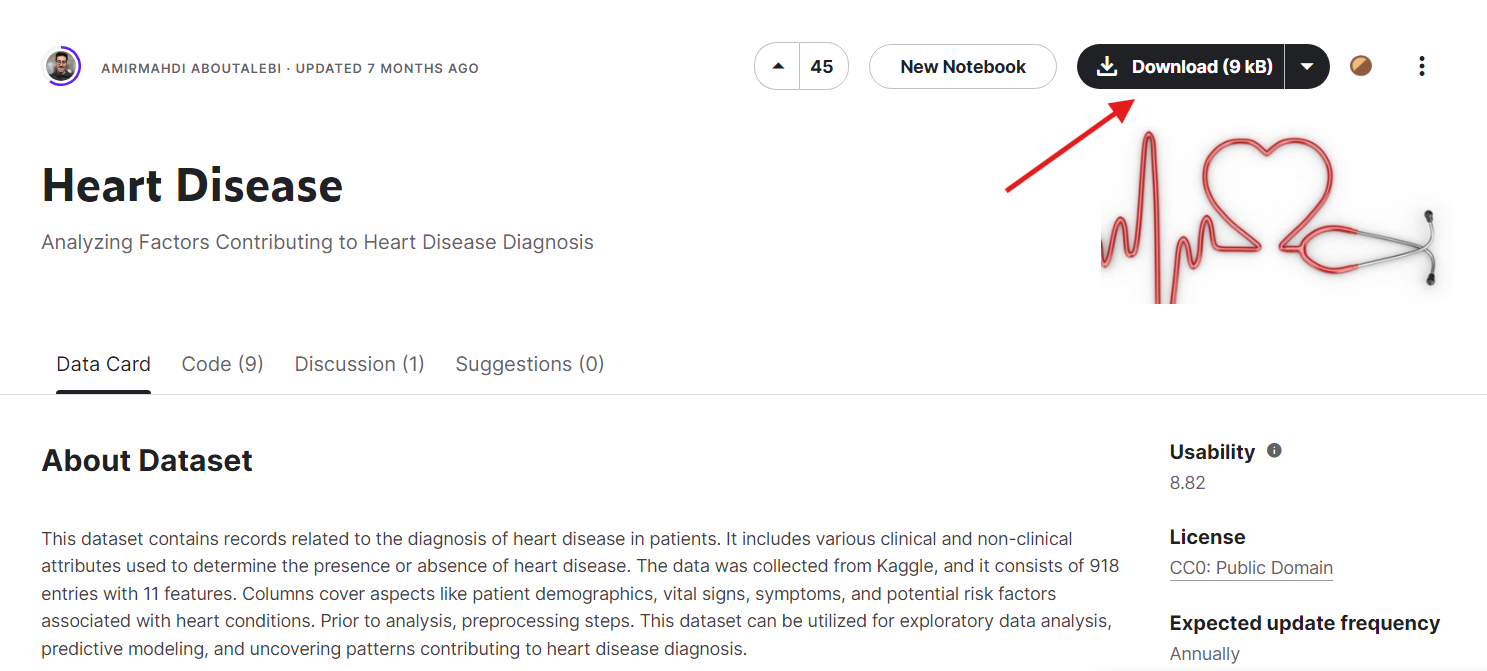 AMIRMAHDI ABOUTALEBI · UPDATED 7 MONTHS AGO
45
New Notebook
Download (9 kB)
Heart Disease
Analyzing Factors Contributing to Heart Disease Diagnosis
Data Card
Code (9)
Discussion (1)
Suggestions (0)
About Dataset
This dataset contains records related to the diagnosis of heart disease in patients. It includes various clinical and non-clinical
attributes used to determine the presence or absence of heart disease. The data was collected from Kaggle, and it consists of 918
entries with 11 features. Columns cover aspects like patient demographics, vital signs, symptoms, and potential risk factors
associated with heart conditions. Prior to analysis, preprocessing steps. This dataset can be utilized for exploratory data analysis,
predictive modeling, and uncovering patterns contributing to heart disease diagnosis.
Usability
8.82
License
CC0: Public Domain
Expected update frequency
Annually